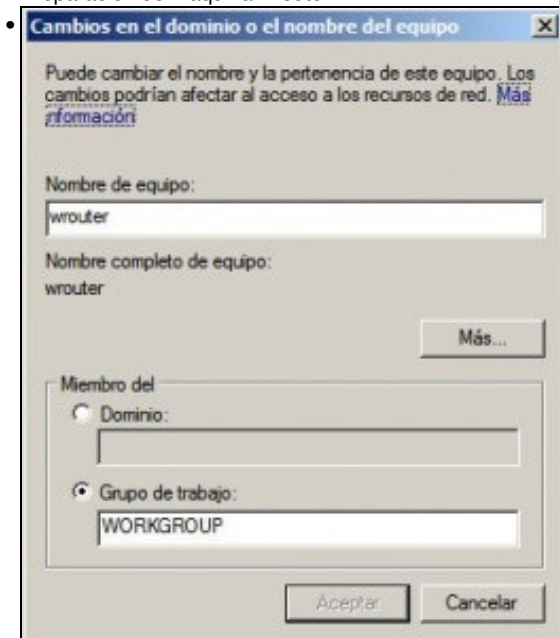 Cambios en el dominio o el nombre del equipo
Puede cambiar el nombre y la pertenencia de este equipo. Los
cambios podrían afectar al acceso a los recursos de red. Más
información
Nombre de equipo:
wrouter
Nombre completo de equipo:
wrouter
Más...
Miembro del
Dominio:
Grupo de trabajo:
WORKGROUP
Aceptar
Cancelar